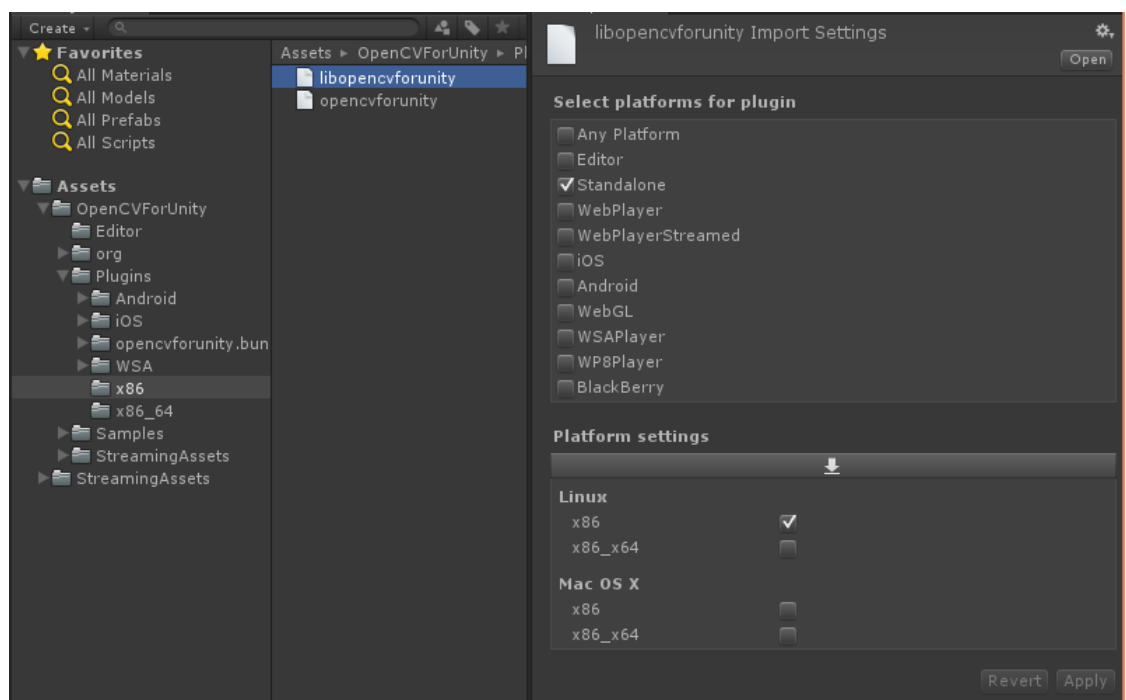 Create
Favorites
All Materials
All Models
All Prefabs
All Scripts
Assets
OpenCVForUnity
Editor
org
Plugins
Android
iOS
opencvforunity.bun
WSA
x86
x86_64
Samples
StreamingAssets
StreamingAssets
Assets ▸ OpenCVForUnity ▸ Pl
libopencvforunity
opencvforunity
libopencvforunity Import Settings
Open
Select platforms for plugin
Any Platform
Editor
Standalone
WebPlayer
WebPlayerStreamed
iOS
Android
WebGL
WSAPlayer
WP8Player
BlackBerry
Platform settings
Linux
x86
x86_x64
Mac OS X
x86
x86_x64
Revert Apply